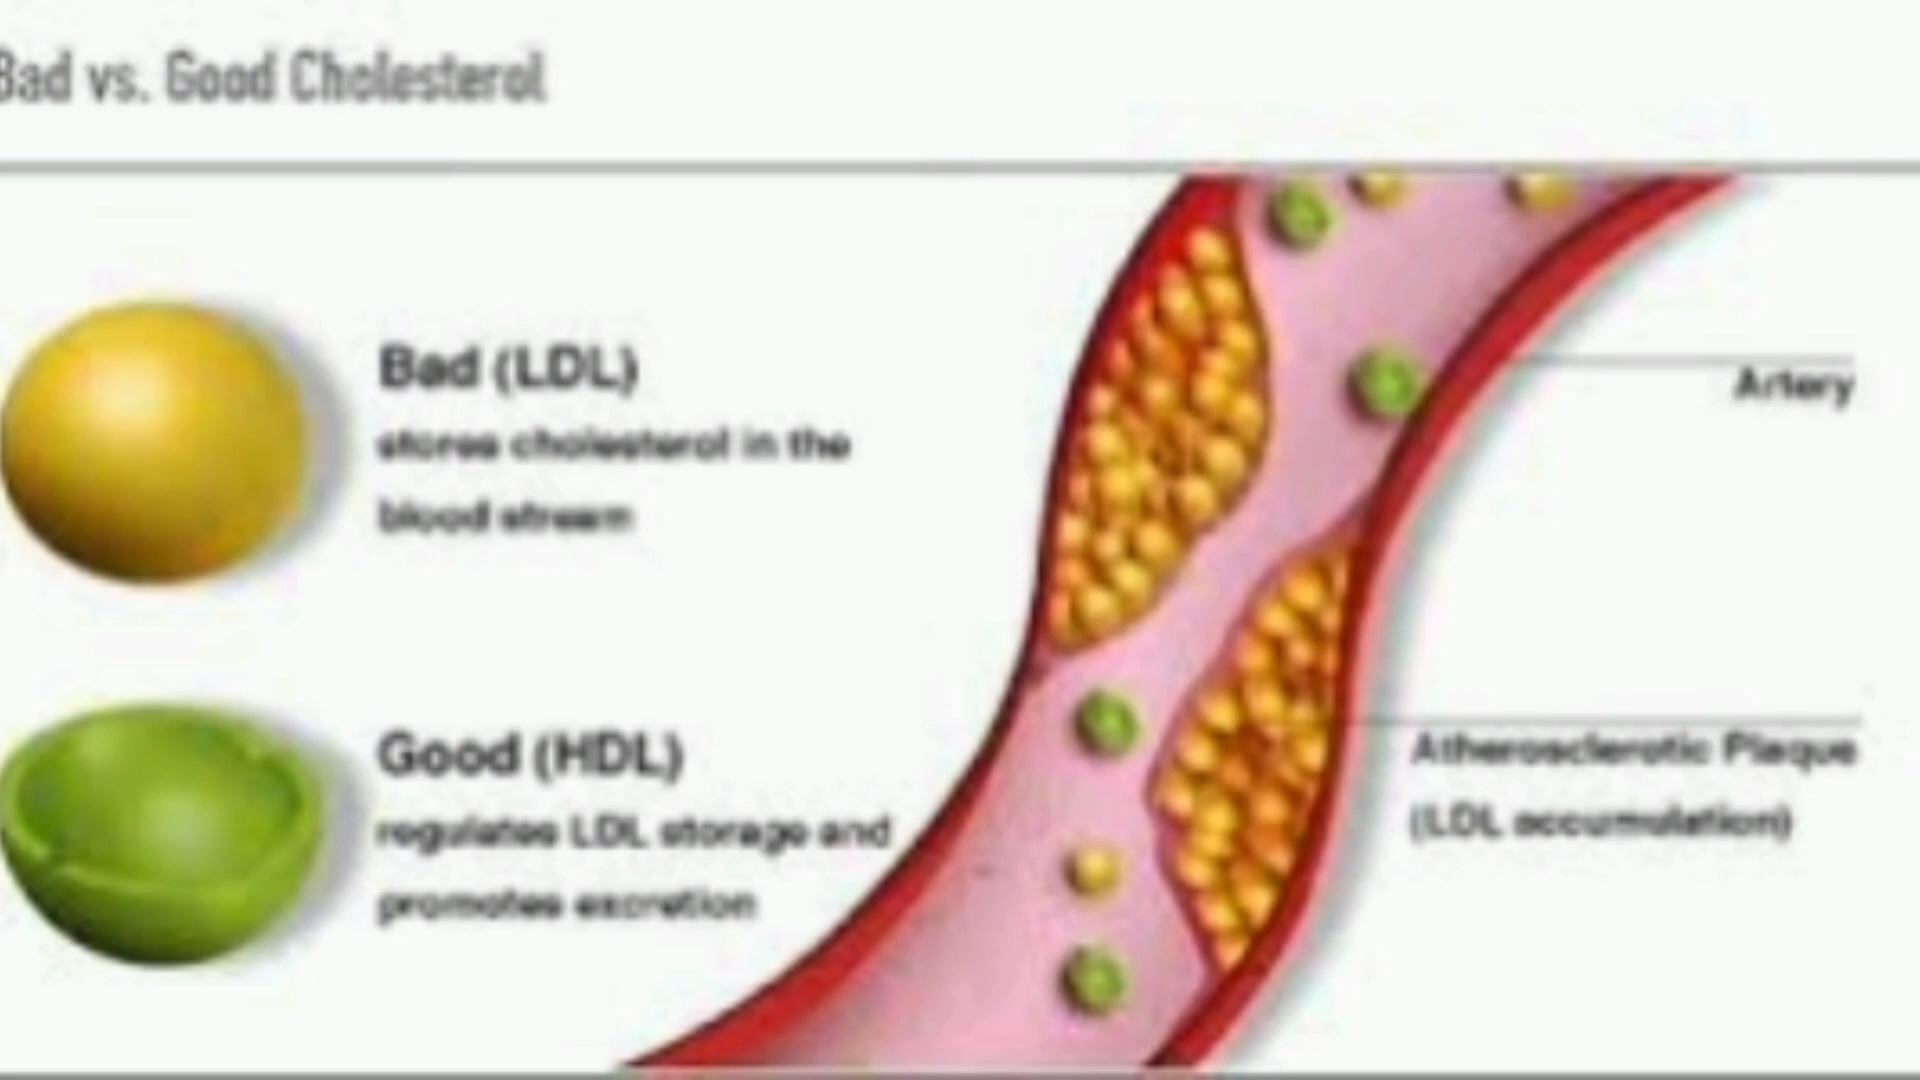 Bad vs. Good Cholesterol
Bad (LDL)
stores cholesterol in the
blood stream
Good (HDL)
regulates LDL storage and
promotes excretion
Artery
Atherosclerotic Plaque
(LDL accumulation)